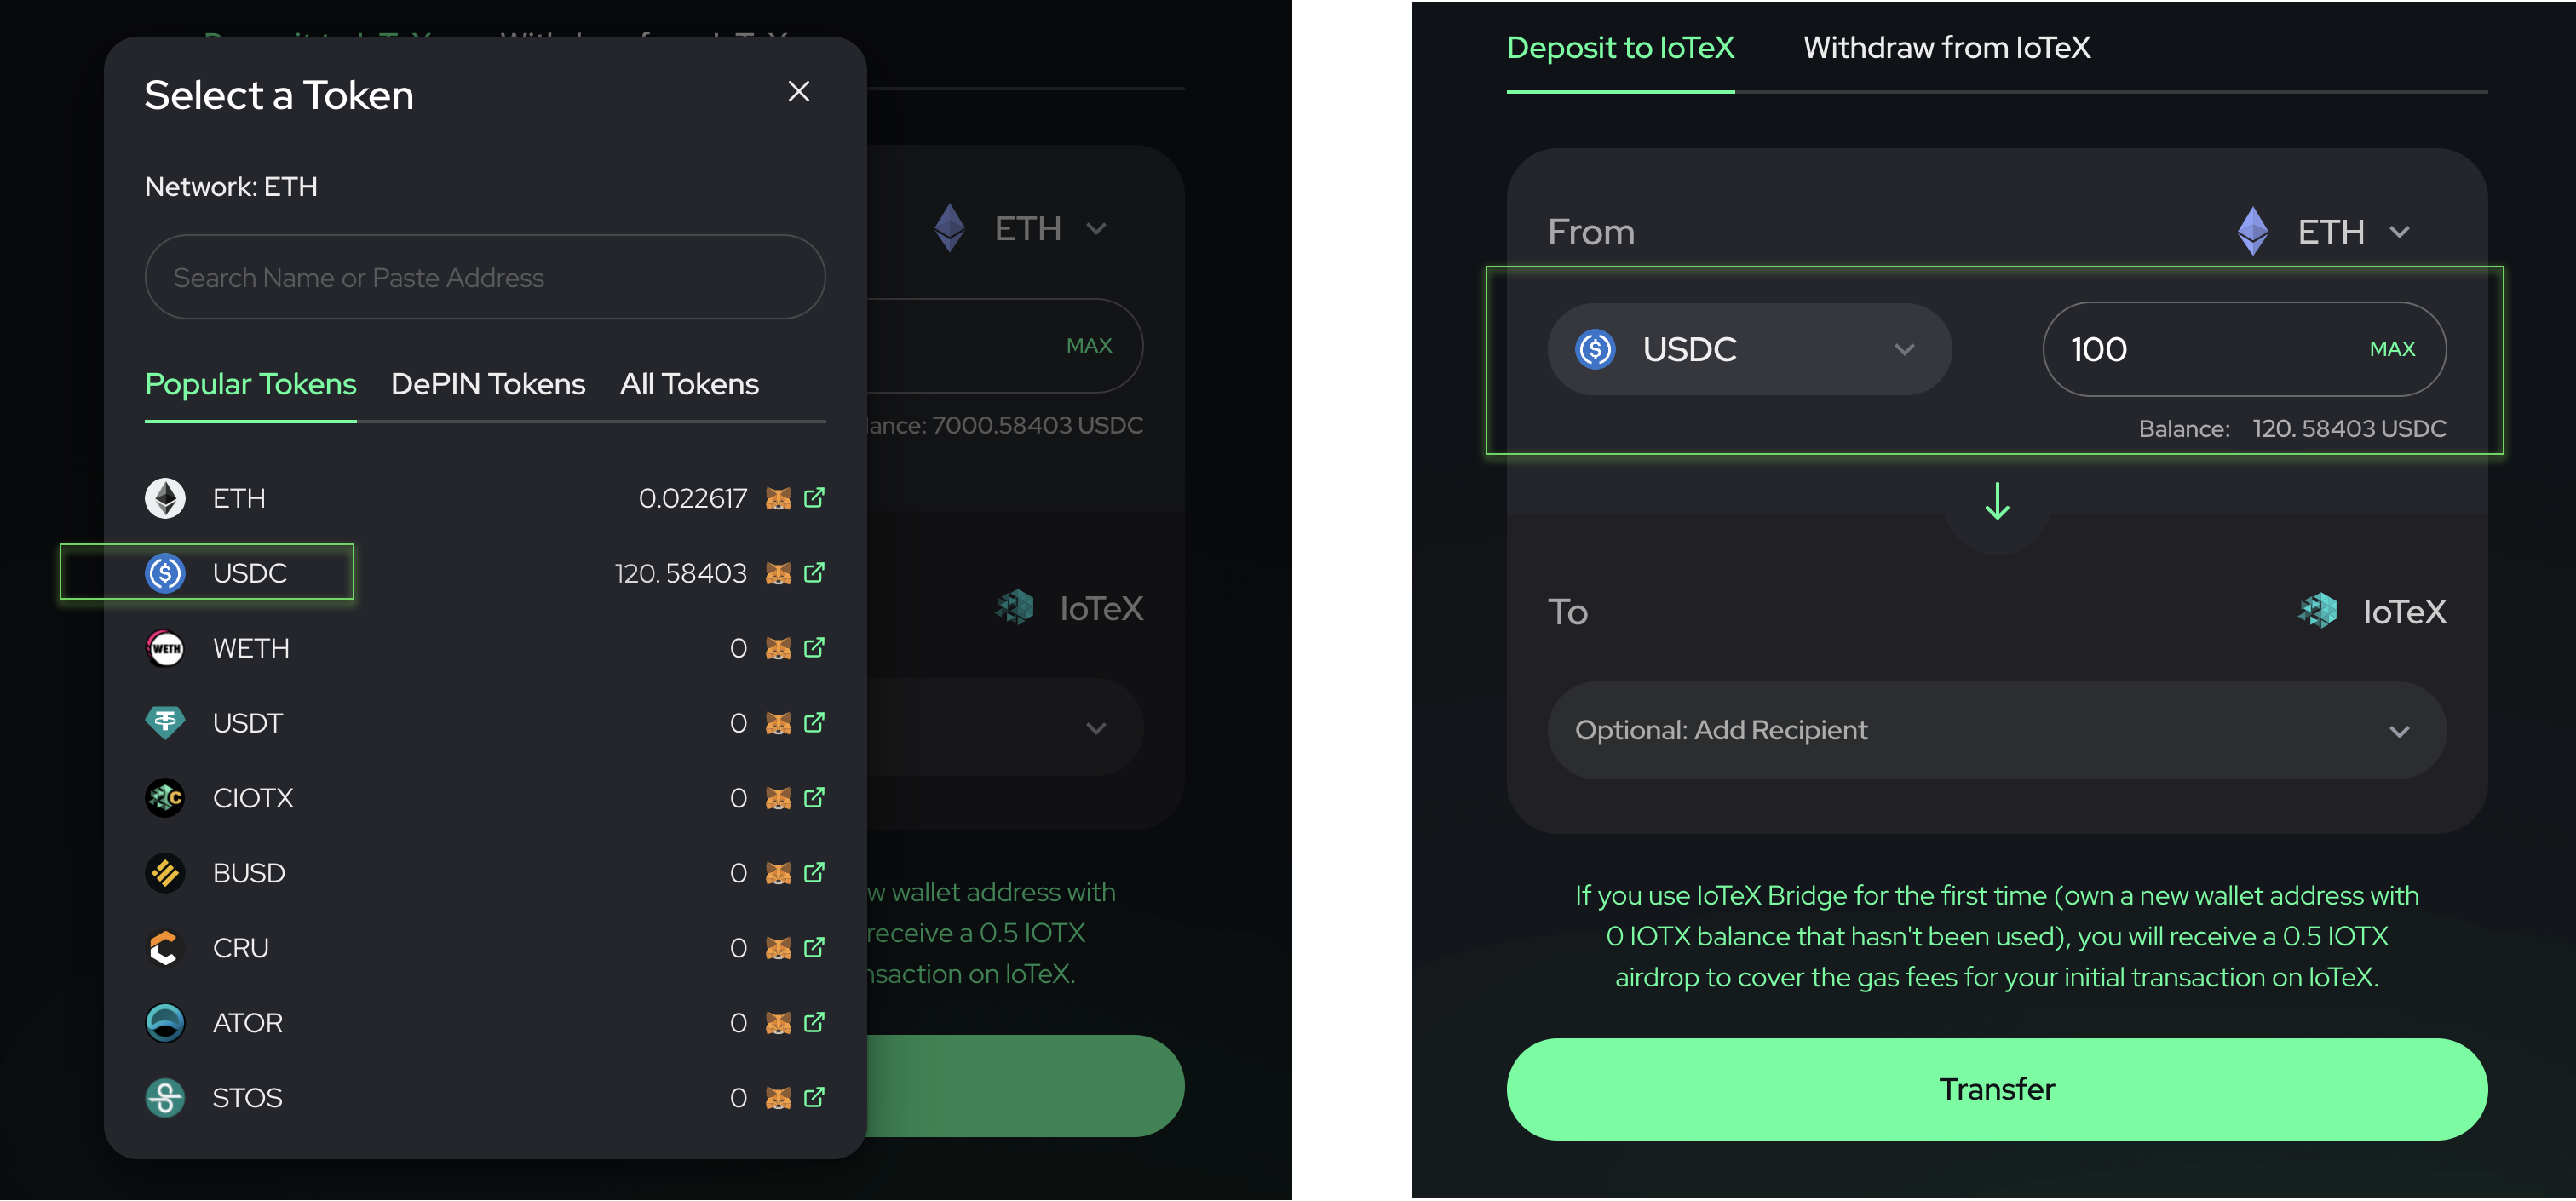 Select a Token
Network: ETH
Search Name or Paste Address
Popular Tokens DePIN Tokens All Tokens
ETH 0.022617
USDC 120. 58403
WETH 0
USDT 0
CIOTX 0
BUSD 0
CRU 0
ATOR 0
STOS 0
ETH
MAX
lance: 7000.58403 USDC
IoTeX
w wallet address with
receive a 0.5 IOTX
nsaction on IoTeX.
Deposit to IoTeX Withdraw from IoTeX
From ETH
USDC 100 MAX
Balance: 120. 58403 USDC
To IoTeX
Optional: Add Recipient
If you use IoTeX Bridge for the first time (own a new wallet address with
0 IOTX balance that hasn't been used), you will receive a 0.5 IOTX
airdrop to cover the gas fees for your initial transaction on IoTeX.
Transfer